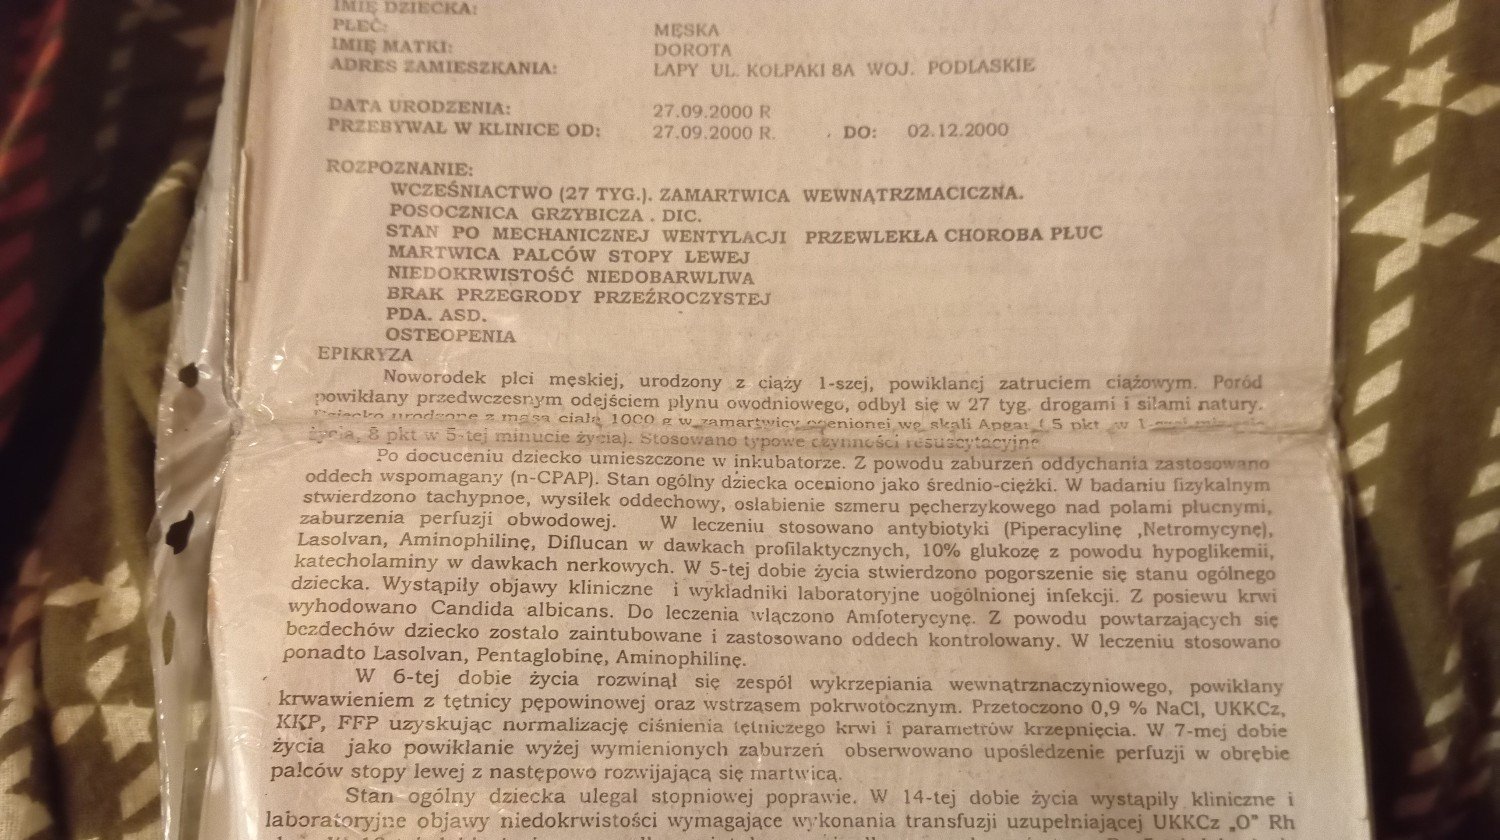 IMIĘ DZIECKA:
PŁEĆ: MĘSKA
IMIĘ MATKI: DOROTA
ADRES ZAMIESZKANIA: ŁAPY UL. KOŁPAKI 8A WOJ. PODLASKIE
DATA URODZENIA: 27.09.2000 R
PRZEBYWAŁ W KLINICE OD: 27.09.2000 R. DO: 02.12.2000
ROZPOZNANIE:
WCZEŚNIACTWO (27 TYG.). ZAMARTWICA WEWNĄTRZMACICZNA.
POSOCZNICA GRZYBICZA . DIC.
STAN PO MECHANICZNEJ WENTYLACJI PRZEWLEKŁA CHOROBA PŁUC
MARTWICA PALCÓW STOPY LEWEJ
NIEDOKRWISTOŚĆ NIEDOBARWLIWA
BRAK PRZEGRODY PRZEŹROCZYSTEJ
PDA. ASD.
OSTEOPENIA
EPIKRYZA
Noworodek płci męskiej, urodzony z ciąży 1-szej, powikłanej zatruciem ciążowym. Poród
powikłany przedwczesnym odejściem płynu owodniowego, odbył się w 27 tyg. drogami i siłami natury.
Dziecko urodzone z masą ciała 1000 g w zamartwicy ocenionej we skali Apgar ( 5 pkt w
życia, 8 pkt w 5-tej minucie życia). Stosowano typowe czynności resuscytacyjne
Po docuceniu dziecko umieszczone w inkubatorze. Z powodu zaburzeń oddychania zastosowano
oddech wspomagany (n-CPAP). Stan ogólny dziecka oceniono jako średnio-ciężki. W badaniu fizykalnym
stwierdzono tachypnoe, wysiłek oddechowy, osłabienie szmeru pęcherzykowego nad polami płucnymi,
zaburzenia perfuzji obwodowej. W leczeniu stosowano antybiotyki (Piperacylinę ,Netromycynę),
Lasolvan, Aminophilinę, Diflucan w dawkach profilaktycznych, 10% glukozę z powodu hypoglikemii,
katecholaminy w dawkach nerkowych. W 5-tej dobie życia stwierdzono pogorszenie się stanu ogólnego
dziecka. Wystąpiły objawy kliniczne i wykładniki laboratoryjne uogólnionej infekcji. Z posiewu krwi
wyhodowano Candida albicans. Do leczenia włączono Amfoterycynę. Z powodu powtarzających się
bezdechów dziecko zostało zaintubowane i zastosowano oddech kontrolowany. W leczeniu stosowano
ponadto Lasolvan, Pentaglobinę, Aminophilinę.
W 6-tej dobie życia rozwinął się zespół wykrzepiania wewnątrznaczyniowego, powikłany
krwawieniem z tętnicy pępowinowej oraz wstrząsem pokrwotocznym. Przetoczono 0,9 % NaCl, UKKCz,
KKP, FFP uzyskując normalizację ciśnienia tętniczego krwi i parametrów krzepnięcia. W 7-mej dobie
życia jako powikłanie wyżej wymienionych zaburzeń obserwowano upośledzenie perfuzji w obrębie
palców stopy lewej z następowo rozwijającą się martwicą.
Stan ogólny dziecka ulegał stopniowej poprawie. W 14-tej dobie życia wystąpiły kliniczne i
laboratoryjne objawy niedokrwistości wymagające wykonania transfuzji uzupełniającej UKKCz „O" Rh